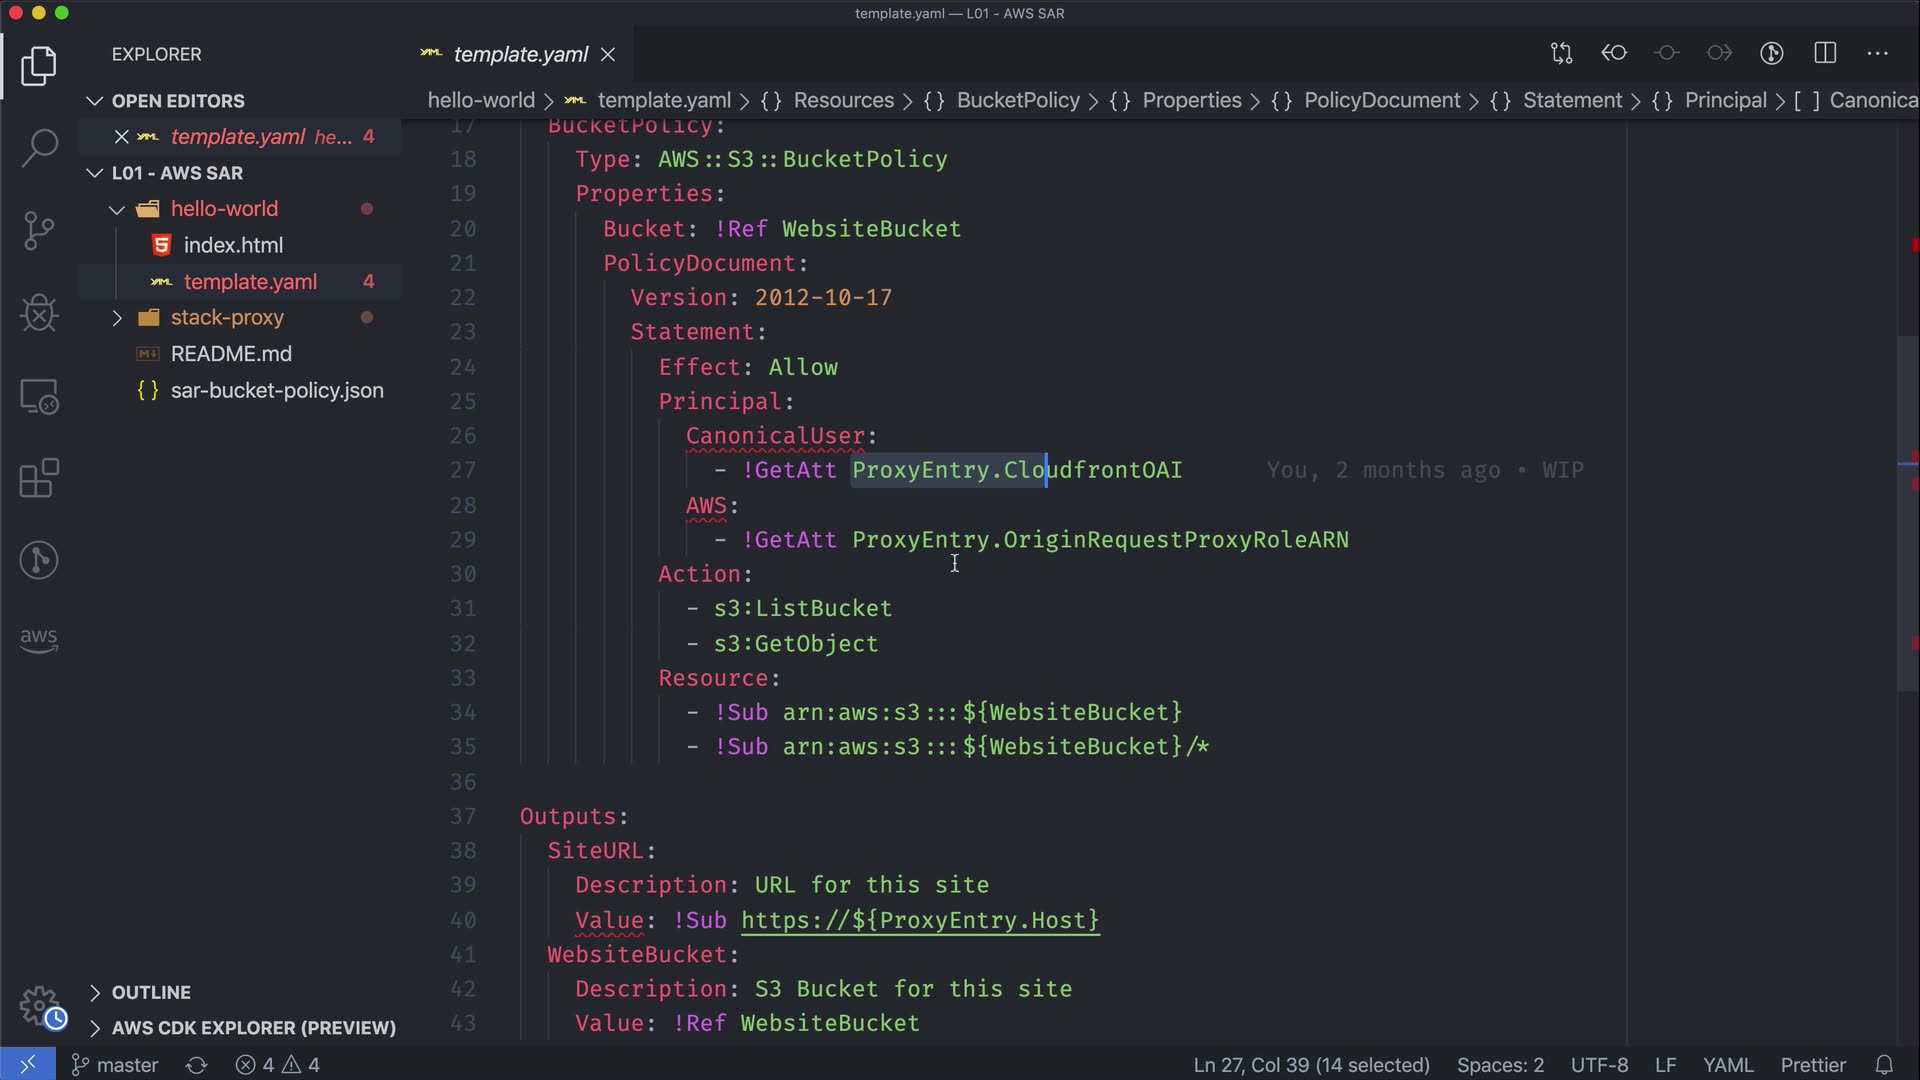 template.yaml — L01 - AWS SAR
EXPLORER
template.yaml
OPEN EDITORS
template.yaml he... 4
L01 - AWS SAR
hello-world
index.html
template.yaml 4
stack-proxy
README.md
{ } sar-bucket-policy.json
aws
OUTLINE
AWS CDK EXPLORER (PREVIEW)
hello-world > template.yaml > {} Resources > {} BucketPolicy > {} Properties > {} PolicyDocument > {} Statement > {} Principal > [ ] Canonica
17 BucketPolicy:
18 Type: AWS::S3::BucketPolicy
19 Properties:
20 Bucket: !Ref WebsiteBucket
21 PolicyDocument:
22 Version: 2012-10-17
23 Statement:
24 Effect: Allow
25 Principal:
26 CanonicalUser:
27 - !GetAtt ProxyEntry.CloudfrontOAI You, 2 months ago • WIP
28 AWS:
29 - !GetAtt ProxyEntry.OriginRequestProxyRoleARN
30 Action:
31 - s3:ListBucket
32 - s3:GetObject
33 Resource:
34 - !Sub arn:aws:s3:::${WebsiteBucket}
35 - !Sub arn:aws:s3:::${WebsiteBucket}/*
36
37 Outputs:
38 SiteURL:
39 Description: URL for this site
40 Value: !Sub https://${ProxyEntry.Host}
41 WebsiteBucket:
42 Description: S3 Bucket for this site
43 Value: !Ref WebsiteBucket
master 4 4 Ln 27, Col 39 (14 selected) Spaces: 2 UTF-8 LF YAML Prettier